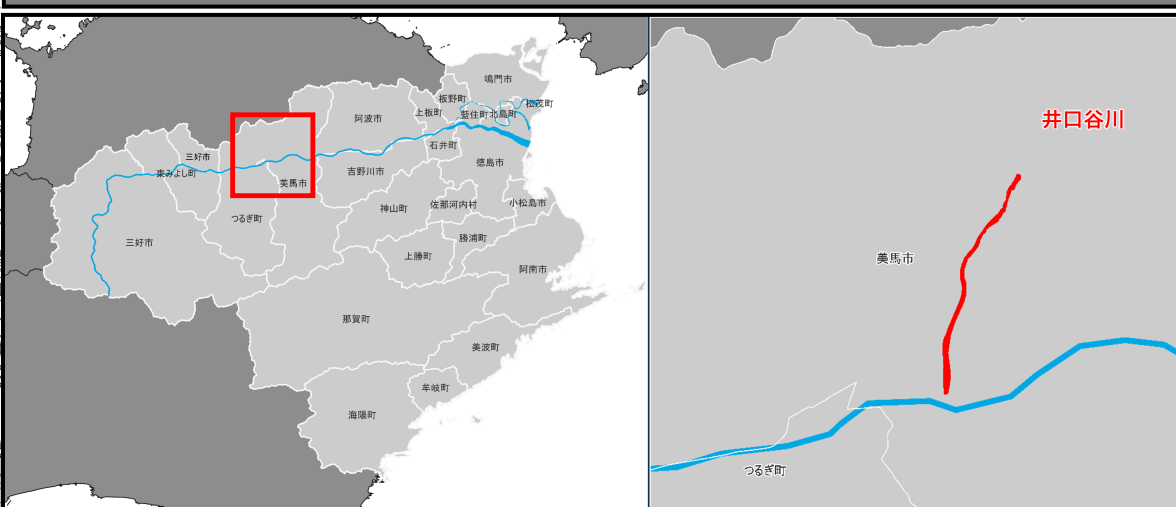 鳴門市
板野町
松茂町
上板町
藍住町
北島町
阿波市
石井町
三好市
徳島市
東みよし町
吉野川市
美馬市
佐那河内村
小松島市
神山町
つるぎ町
勝浦町
三好市
上勝町
阿南市
那賀町
美波町
牟岐町
海陽町
井口谷川
美馬市
つるぎ町